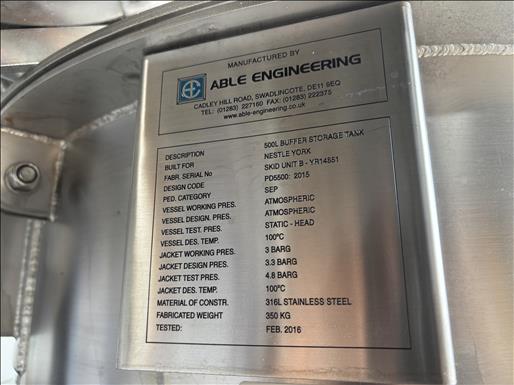 MANUFACTURED BY
AE ABLE ENGINEERING
CADLEY HILL ROAD, SWADLINCOTE, DE11 9EQ
TEL: (01283) 227160 FAX: (01283) 222375
www.able-engineering.co.uk
DESCRIPTION 500L BUFFER STORAGE TANK
BUILT FOR NESTLE YORK
FABR. SERIAL No SKID UNIT B - YR14551
DESIGN CODE PD5500: 2015
PED. CATEGORY SEP
VESSEL WORKING PRES. ATMOSPHERIC
VESSEL DESIGN. PRES. ATMOSPHERIC
VESSEL TEST. PRES. STATIC - HEAD
VESSEL DES. TEMP. 100°C
JACKET WORKING PRES. 3 BARG
JACKET DESIGN PRES. 3.3 BARG
JACKET TEST PRES. 4.8 BARG
JACKET DES. TEMP. 100°C
MATERIAL OF CONSTR. 316L STAINLESS STEEL
FABRICATED WEIGHT 350 KG
TESTED: FEB. 2016